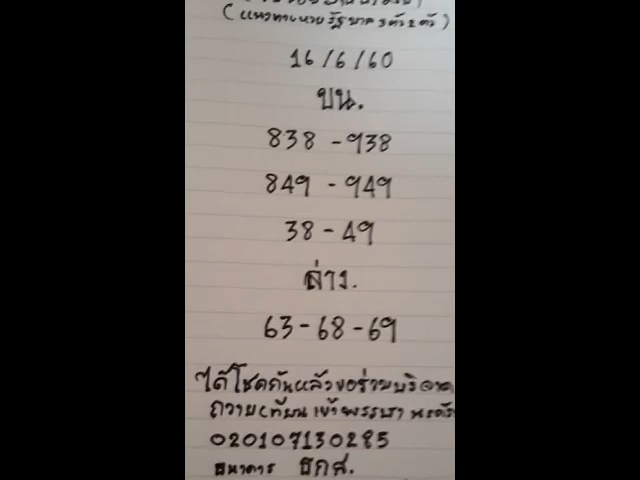 (แนวทางหวยรัฐบาล 3ตัว 2ตัว)
16/6/60
บน.
838 - 938
849 - 949
38 - 49
ล่าง.
63 - 68 - 69
ได้โชคกันแล้วขอร่วมบริจาค
ถวายเทียนเข้าพรรษา
020107130285
ธนาคาร ธกส.